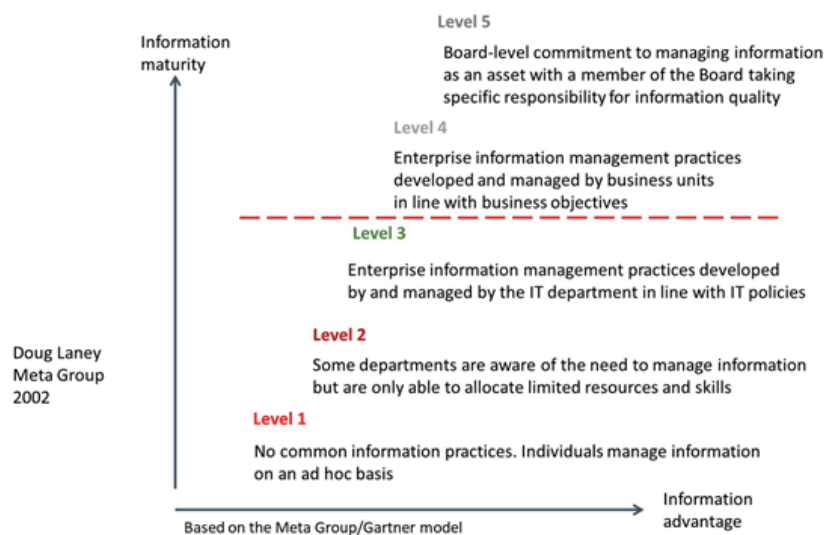 Level 5
Information
maturity
Board-level commitment to managing information
as an asset with a member of the Board taking
specific responsibility for information quality
Level 4
Enterprise information management practices
developed and managed by business units
in line with business objectives
Level 3
Enterprise information management practices developed
by and managed by the IT department in line with IT policies
Level 2
Doug Laney
Meta Group
2002
Some departments are aware of the need to manage information
but are only able to allocate limited resources and skills
Level 1
No common information practices. Individuals manage information
on an ad hoc basis
Information
advantage
Based on the Meta Group/Gartner model